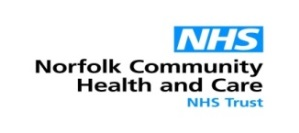 NHS
Norfolk Community
Health and Care
NHS Trust